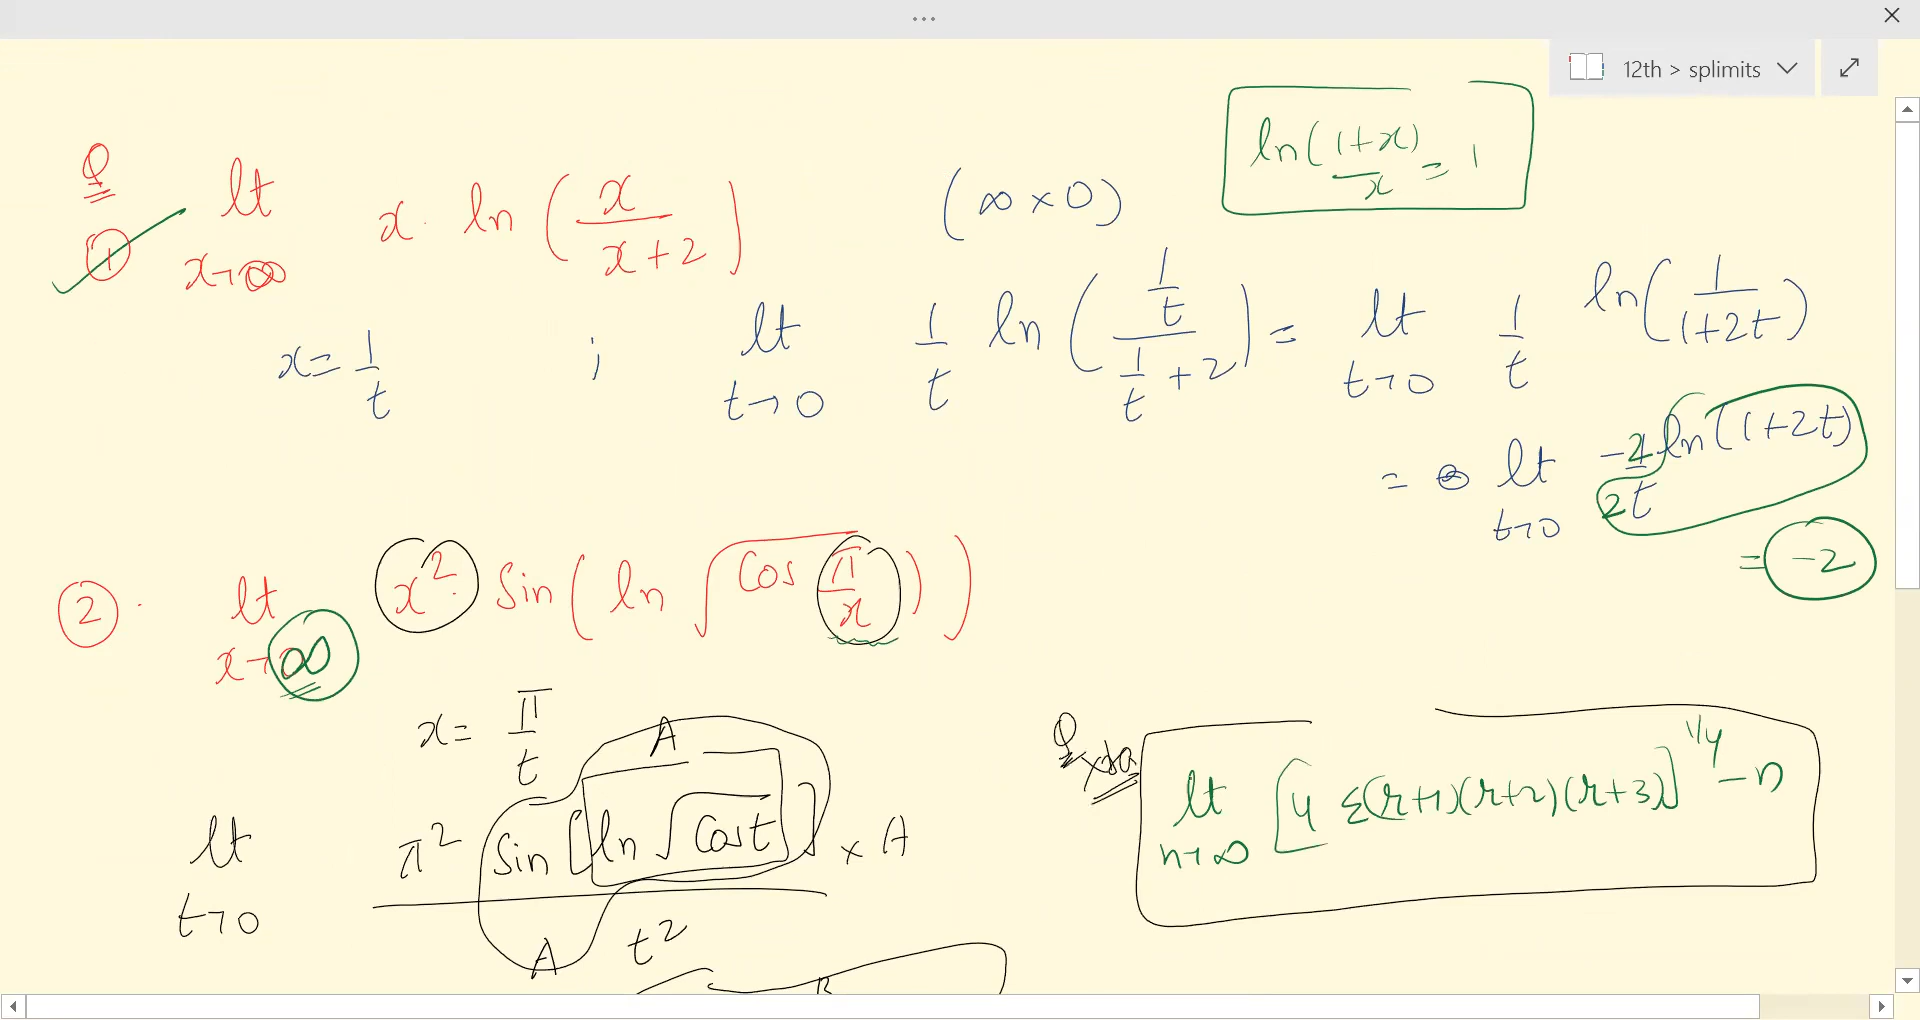 12th > splimits
ln(1+x)/x = 1
Q
① lt x→∞ x. ln(x/(x+2)) (∞×0)
x = 1/t ; lt t→0 1/t ln((1/t)/(1/t + 2)) = lt t→0 1/t ln(1/(1+2t))
= lt t→0 -2 ln(1+2t)/2t
= -2
② lt x→∞ x² Sin(ln √Cos π/x))
x = π/t
lt t→0 π² Sin[ln √Cos t] × A / t²
A
A
Q
lt n→∞ [4 Σ(r+1)(r+2)(r+3)]^1/4 - n